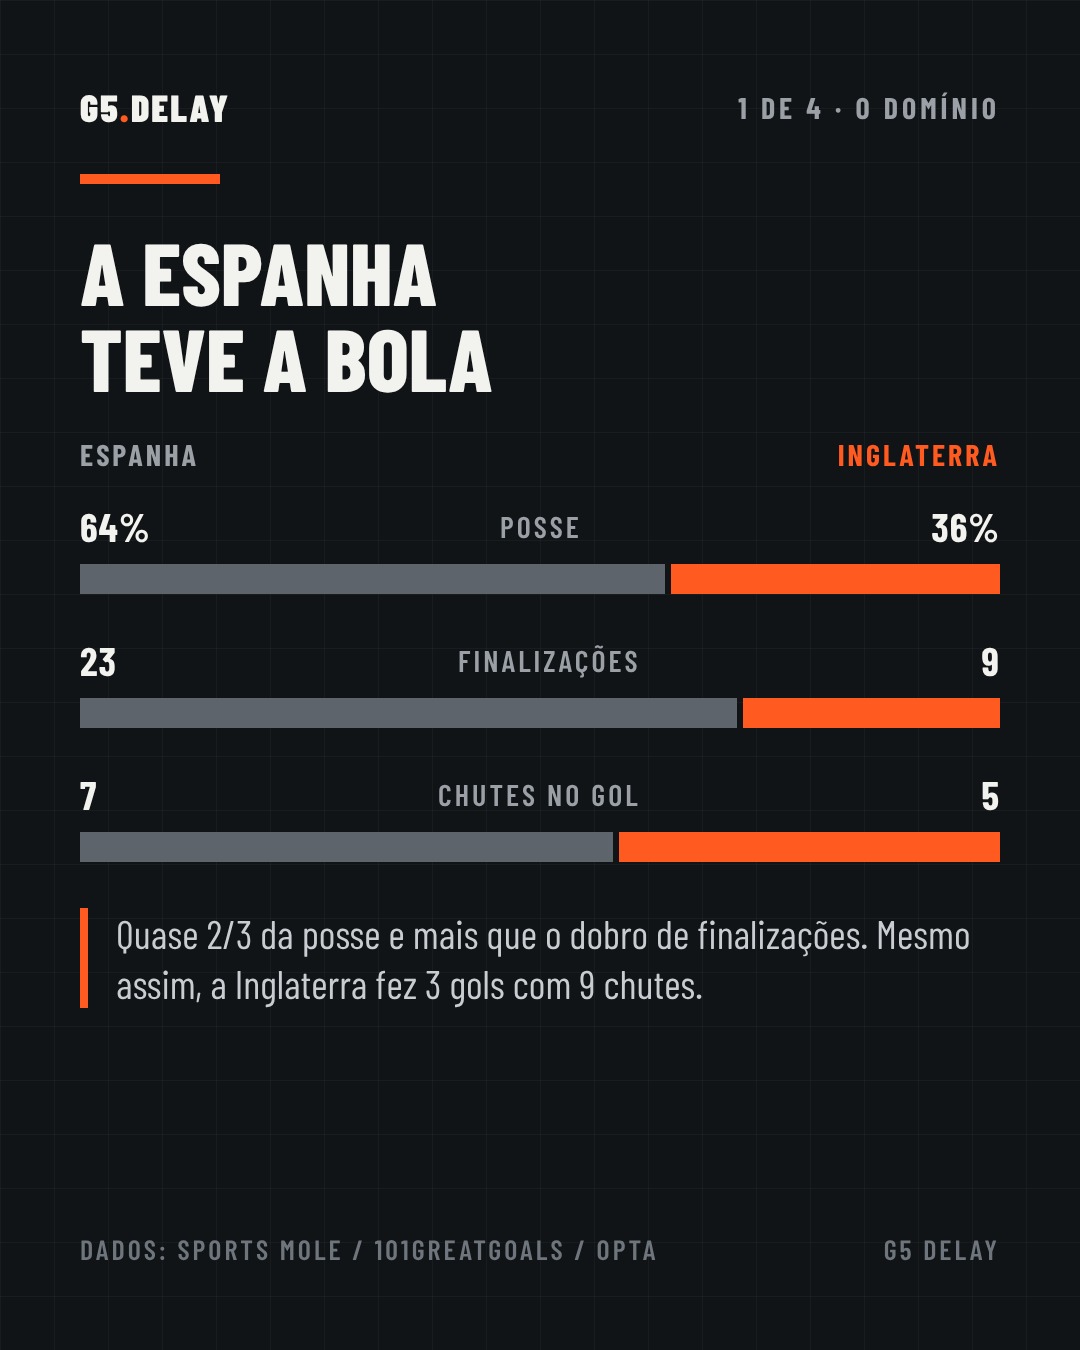 G5.DELAY
1 DE 4 · O DOMÍNIO
A ESPANHA
TEVE A BOLA
ESPANHA
INGLATERRA
64% POSSE 36%
23 FINALIZAÇÕES 9
7 CHUTES NO GOL 5
Quase 2/3 da posse e mais que o dobro de finalizações. Mesmo
assim, a Inglaterra fez 3 gols com 9 chutes.
DADOS: SPORTS MOLE / 101GREATGOALS / OPTA
G5 DELAY